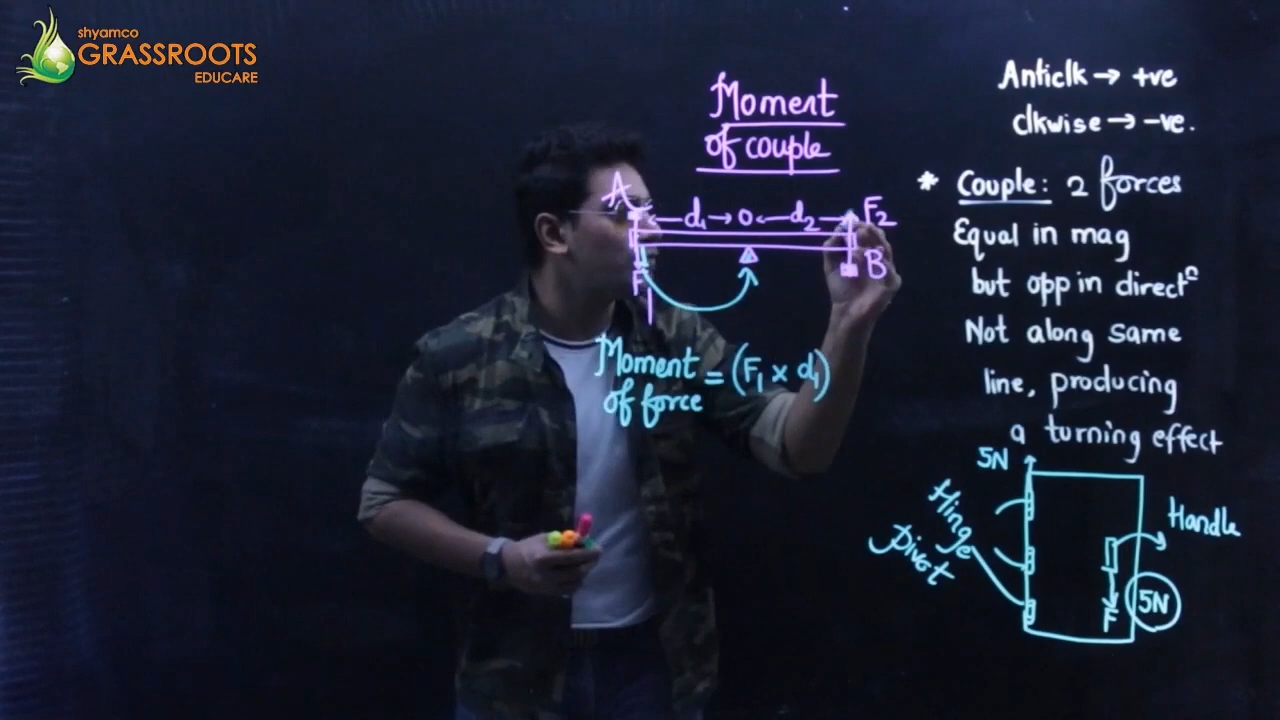 shyamco
GRASSROOTS
EDUCARE
Moment
of couple
A
d₁ O d₂
F₂
B
F₁
Moment
of force = (F₁ x d₁)
Anticlk → +ve
clkwise → -ve.
* Couple: 2 forces
Equal in mag
but opp in directⁿ
Not along same
line, producing
a turning effect
5N
Hinge
Pivot
Handle
F
5N